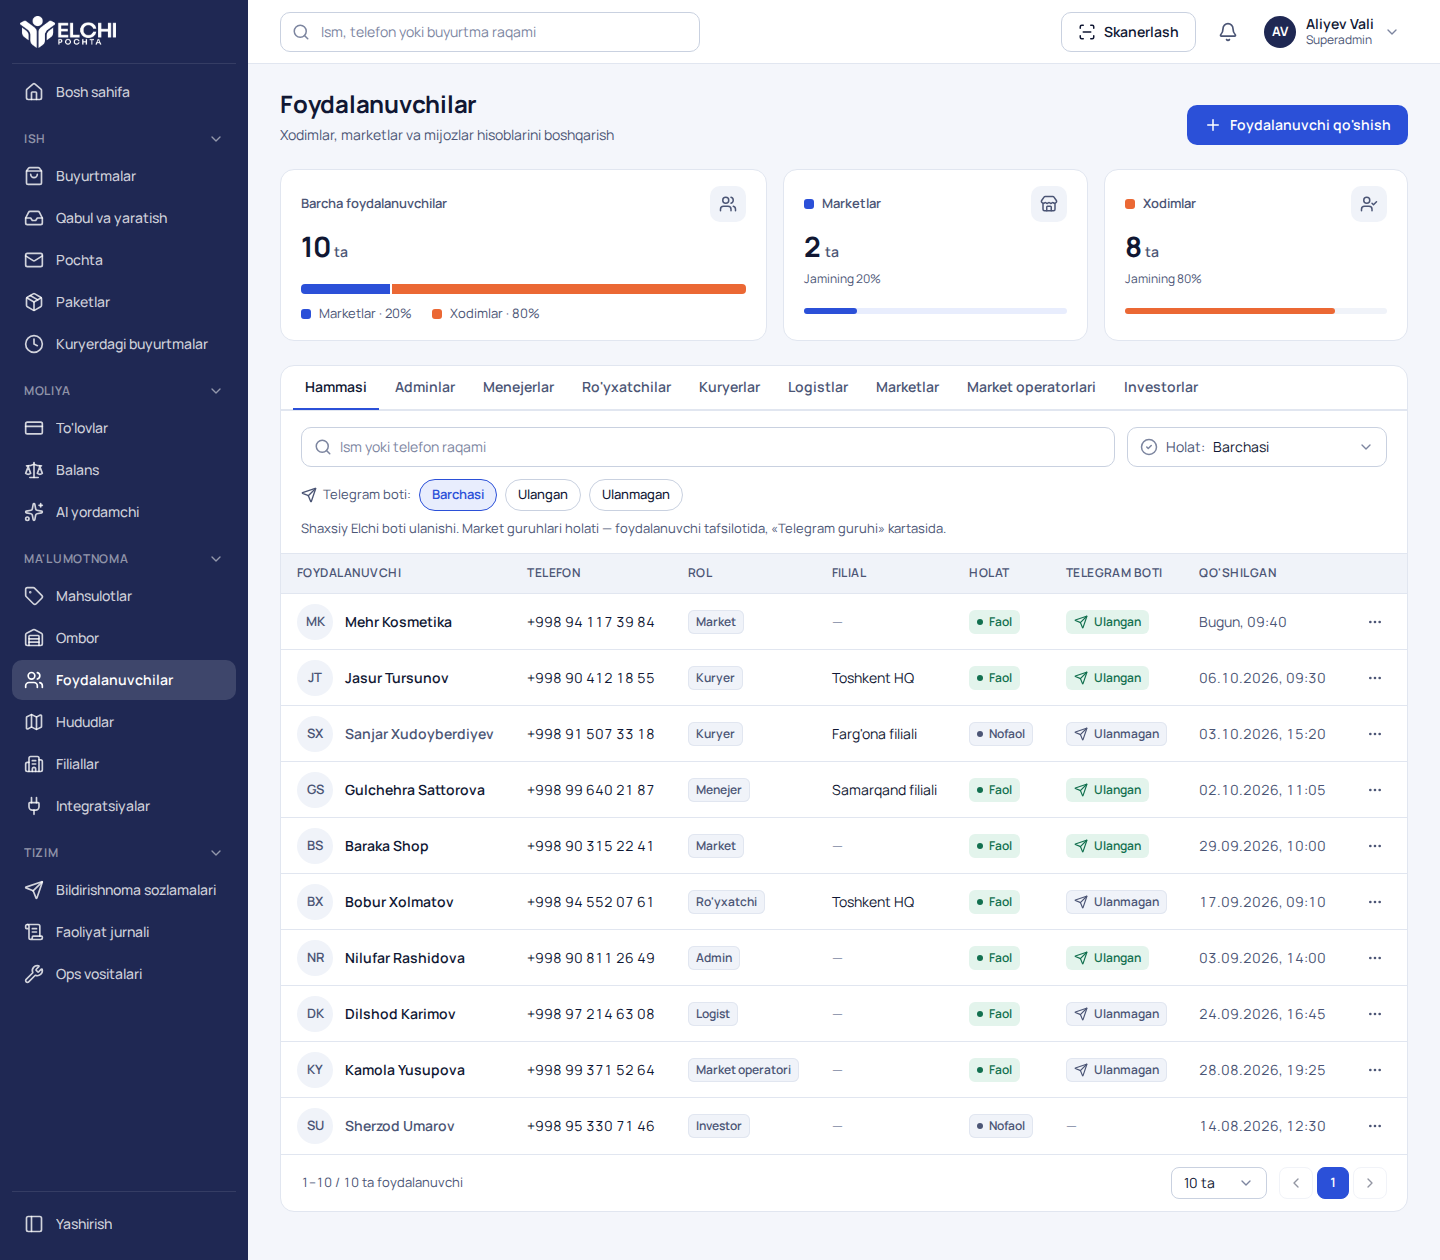 ELCHI
POCHTA
Ism, telefon yoki buyurtma raqami
Skanerlash
AV
Aliyev Vali
Superadmin
Bosh sahifa
ISH
Buyurtmalar
Qabul va yaratish
Pochta
Paketlar
Kuryerdagi buyurtmalar
MOLIYA
To'lovlar
Balans
AI yordamchi
MA'LUMOTNOMA
Mahsulotlar
Ombor
Foydalanuvchilar
Hududlar
Filiallar
Integratsiyalar
TIZIM
Bildirishnoma sozlamalari
Faoliyat jurnali
Ops vositalari
Yashirish
Foydalanuvchilar
Xodimlar, marketlar va mijozlar hisoblarini boshqarish
Foydalanuvchi qo'shish
Barcha foydalanuvchilar
10 ta
Marketlar · 20% Xodimlar · 80%
Marketlar
2 ta
Jamining 20%
Xodimlar
8 ta
Jamining 80%
Hammasi Adminlar Menejerlar Ro'yxatchilar Kuryerlar Logistlar Marketlar Market operatorlari Investorlar
Ism yoki telefon raqami
Holat: Barchasi
Telegram boti: Barchasi Ulangan Ulanmagan
Shaxsiy Elchi boti ulanishi. Market guruhlari holati — foydalanuvchi tafsilotida, «Telegram guruhi» kartasida.
FOYDALANUVCHI TELEFON ROL FILIAL HOLAT TELEGRAM BOTI QO'SHILGAN
MK Mehr Kosmetika +998 94 117 39 84 Market — Faol Ulangan Bugun, 09:40
JT Jasur Tursunov +998 90 412 18 55 Kuryer Toshkent HQ Faol Ulangan 06.10.2026, 09:30
SX Sanjar Xudoyberdiyev +998 91 507 33 18 Kuryer Farg'ona filiali Nofaol Ulanmagan 03.10.2026, 15:20
GS Gulchehra Sattorova +998 99 640 21 87 Menejer Samarqand filiali Faol Ulangan 02.10.2026, 11:05
BS Baraka Shop +998 90 315 22 41 Market — Faol Ulangan 29.09.2026, 10:00
BX Bobur Xolmatov +998 94 552 07 61 Ro'yxatchi Toshkent HQ Faol Ulanmagan 17.09.2026, 09:10
NR Nilufar Rashidova +998 90 811 26 49 Admin — Faol Ulangan 03.09.2026, 14:00
DK Dilshod Karimov +998 97 214 63 08 Logist — Faol Ulanmagan 24.09.2026, 16:45
KY Kamola Yusupova +998 99 371 52 64 Market operatori — Faol Ulanmagan 28.08.2026, 19:25
SU Sherzod Umarov +998 95 330 71 46 Investor — Nofaol — 14.08.2026, 12:30
1–10 / 10 ta foydalanuvchi
10 ta
1